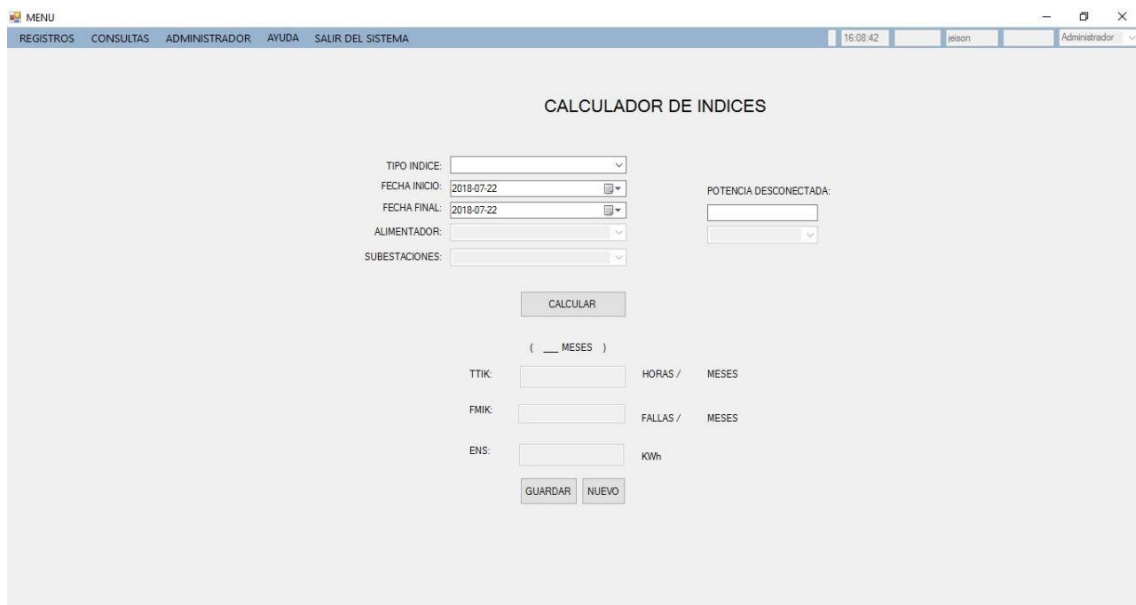 MENU
REGISTROS CONSULTAS ADMINISTRADOR AYUDA SALIR DEL SISTEMA 16:08:42 jeison Administrador
CALCULADOR DE INDICES
TIPO INDICE:
FECHA INICIO: 2018-07-22 POTENCIA DESCONECTADA:
FECHA FINAL: 2018-07-22
ALIMENTADOR:
SUBESTACIONES:
CALCULAR
( __ MESES )
TTIK: HORAS / MESES
FMIK: FALLAS / MESES
ENS: KWh
GUARDAR NUEVO